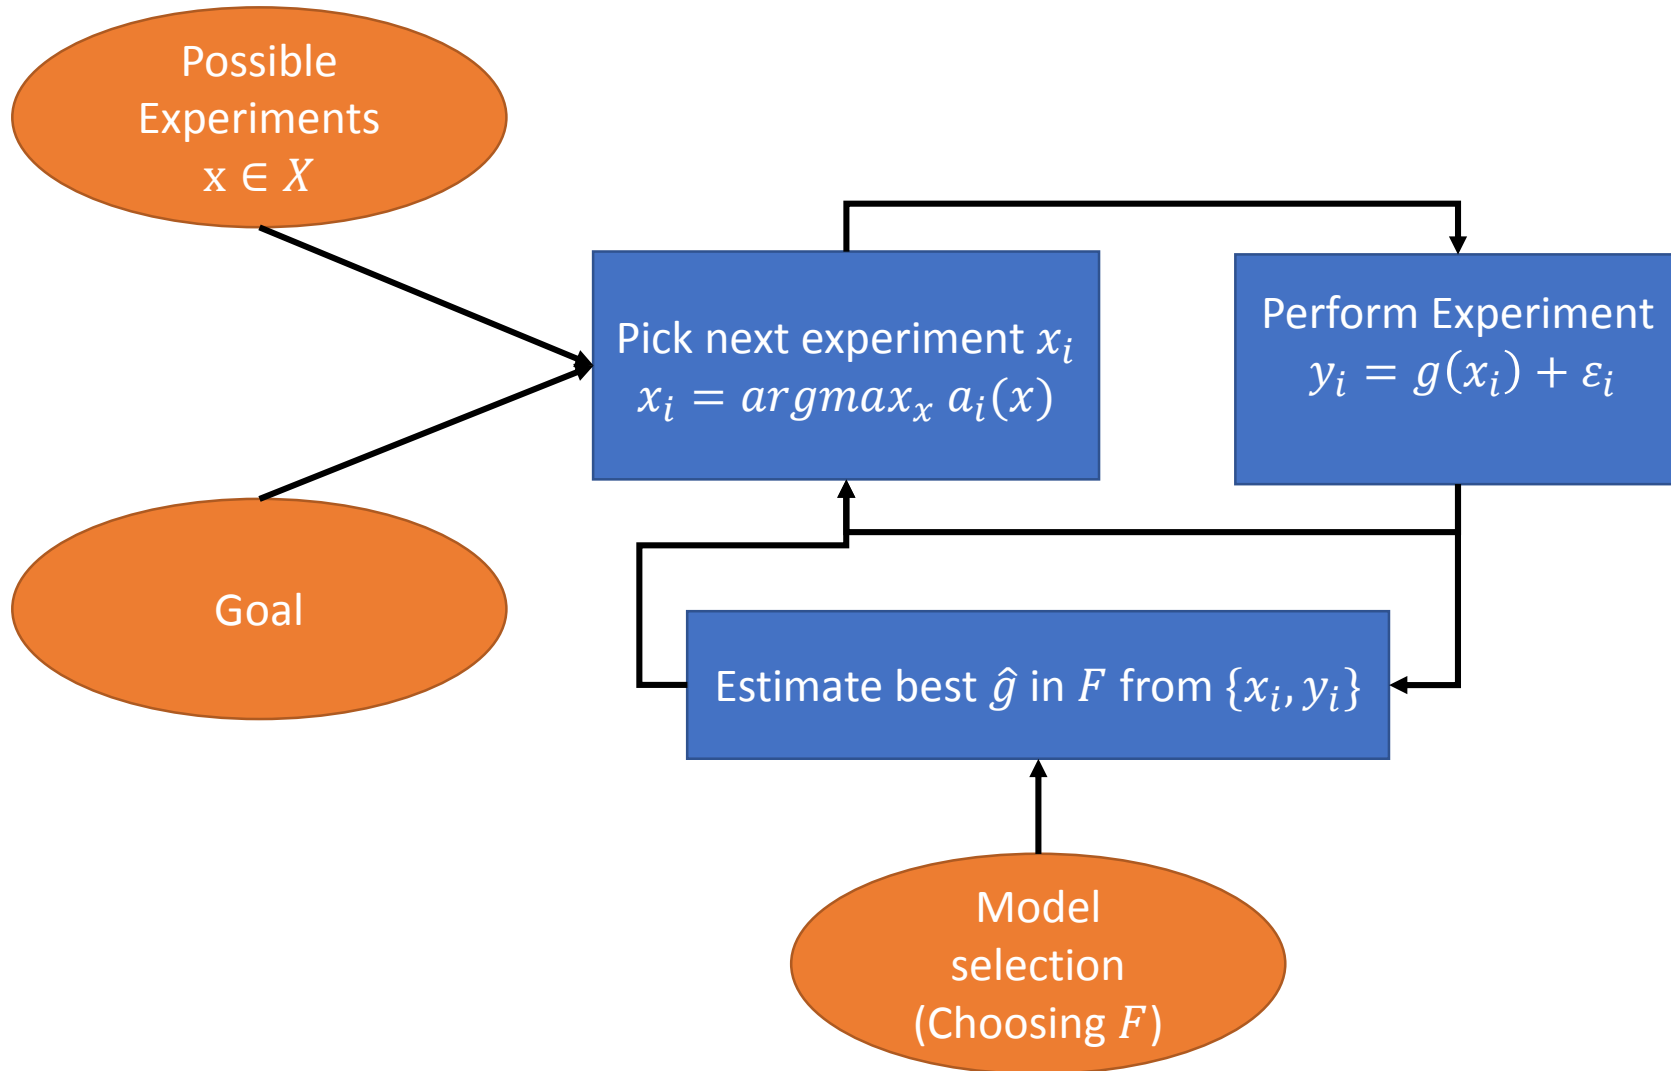 Possible
Experiments
x ∈ X
Pick next experiment xᵢ
xᵢ = argmaxₓ aᵢ(x)
Perform Experiment
yᵢ = g(xᵢ) + εᵢ
Goal
Estimate best ĝ in F from {xᵢ, yᵢ}
Model
selection
(Choosing F)